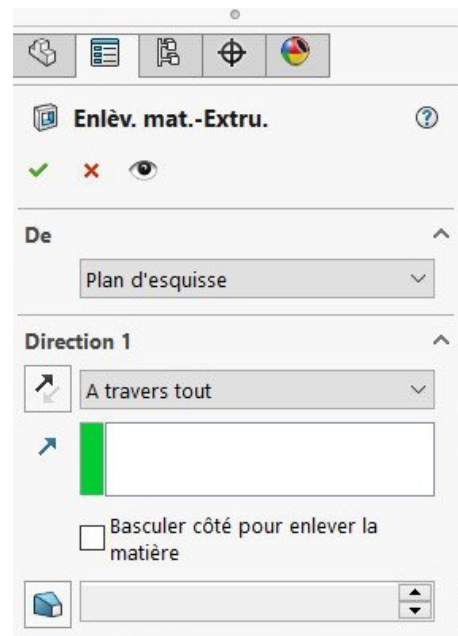 Enlèv. mat.-Extru.
De
Plan d'esquisse
Direction 1
A travers tout
Basculer côté pour enlever la
matière